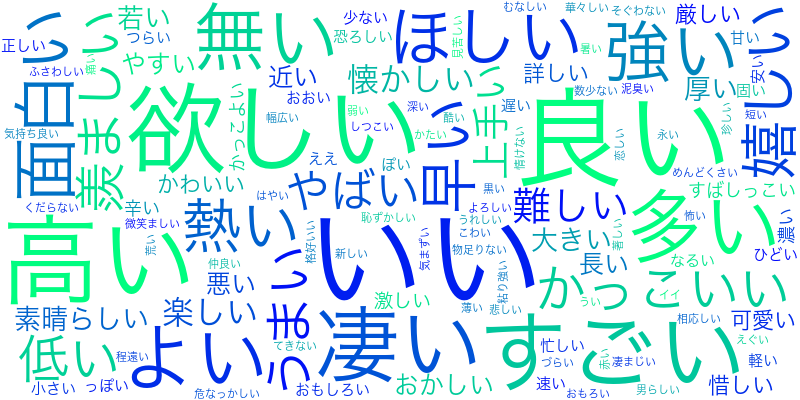 むなしい
華々しい
そぐわない
若い
少ない
厳しい
正しい
つらい
恐ろしい
見苦しい
暑い
甘い
安い
無い
ほしい
強い
嬉しい
面白い
ふさわしい
やすい
近い
懐かしい
詳しい
数少ない
泥臭い
固い
厚い
おおい
深い
酷い
遅い
短い
羨ましい
欲しい
かっこよい
弱い
幅広い
しつこい
かたい
早い
上手い
良い
永い
気持ち良い
ええ
ぽい
情けない
恋しい
めんどくさい
かわいい
やばい
黒い
難しい
すばしっこい
はやい
くだらない
辛い
微笑ましい
熱い
恥ずかしい
うれしい
よろしい
こわい
大きい
多い
怖い
濃い
高い
荒い
仲良い
格好いい
新しい
いい
気まずい
物足りない
粘り強い
長い
著しい
なるい
ひどい
悪い
うまい
激しい
薄い
悲しい
うい
かっこいい
イイ
素晴らしい
楽しい
凄い
すごい
相応しい
可愛い
低い
程遠い
よい
てきない
忙しい
づらい
凄まじい
赤い
えぐい
軽い
小さい
っぽい
危なっかしい
おもしろい
おかしい
速い
おもろい
男らしい
惜しい